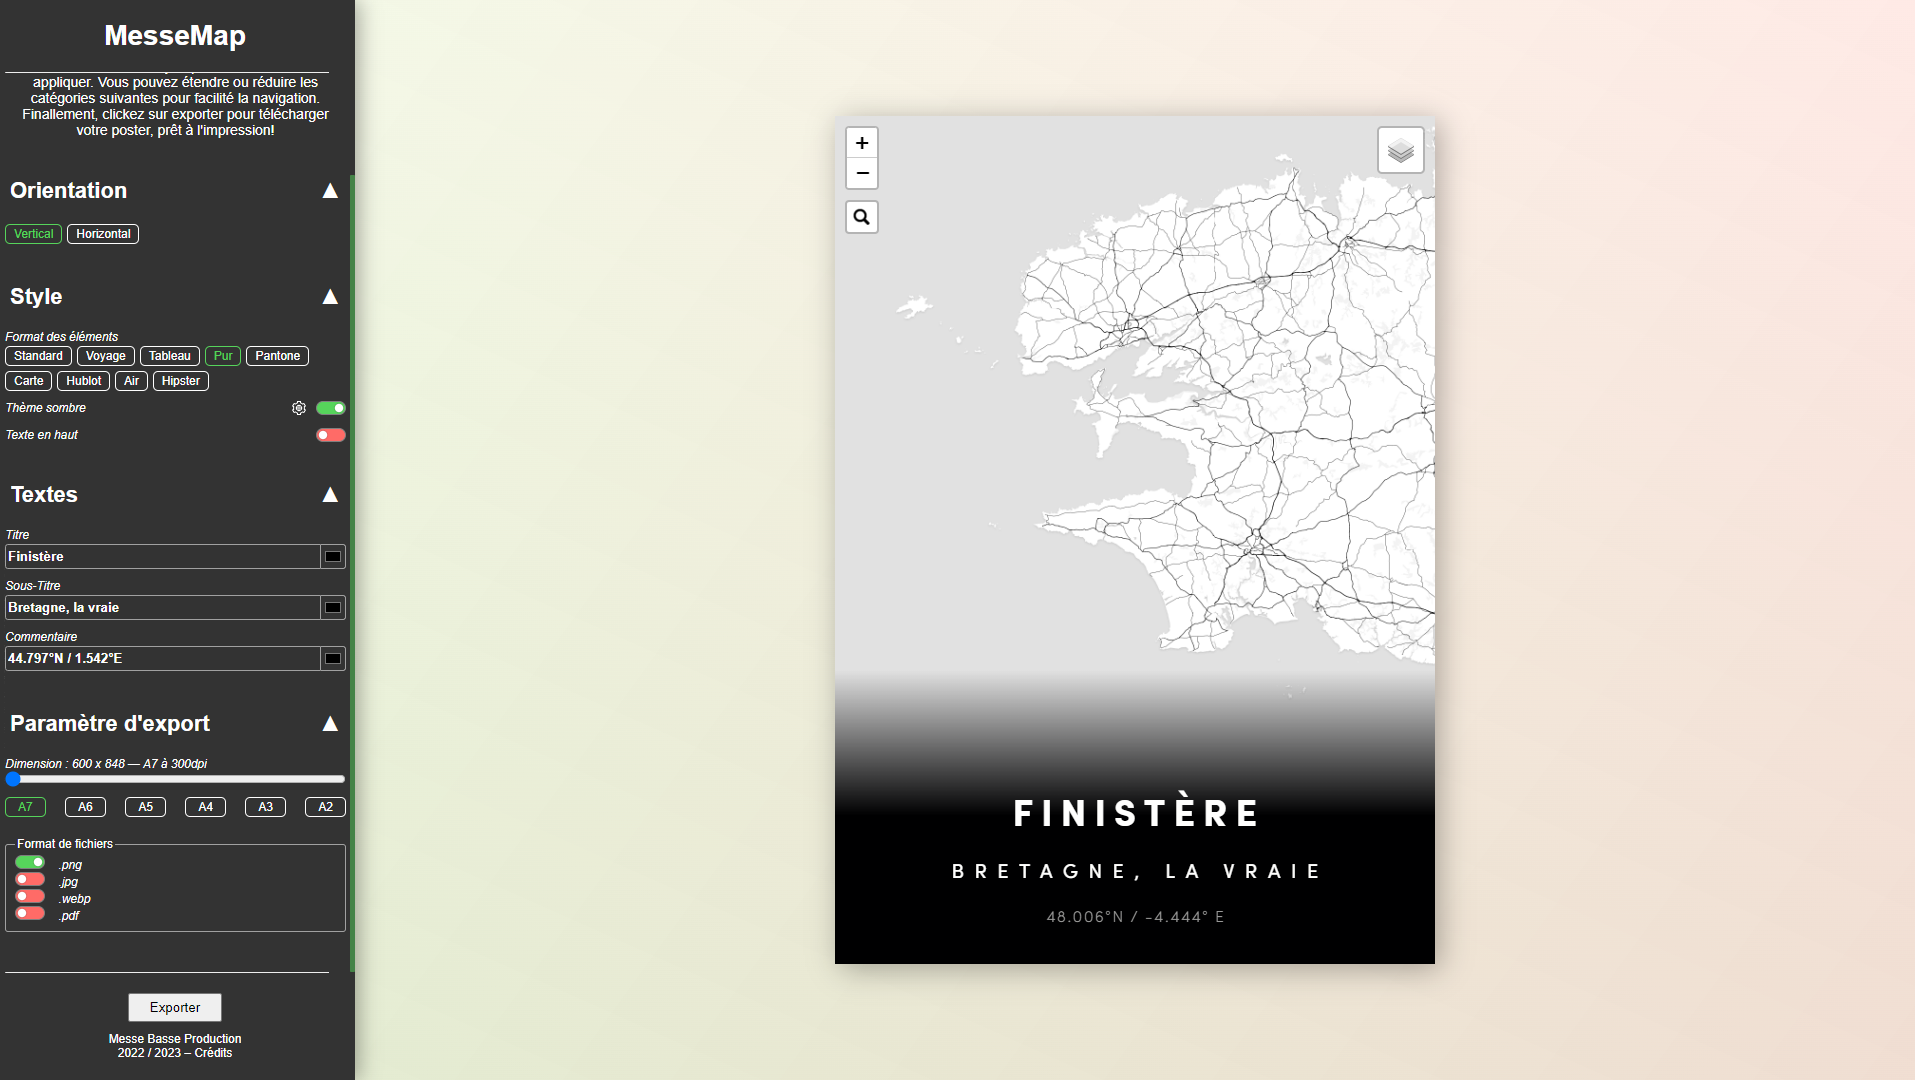 MesseMap
appliquer. Vous pouvez étendre ou réduire les
catégories suivantes pour facilité la navigation.
Finallement, clickez sur exporter pour télécharger
votre poster, prêt à l'impression!
Orientation ▲
Vertical Horizontal
Style ▲
Format des éléments
Standard Voyage Tableau Pur Pantone
Carte Hublot Air Hipster
Thème sombre
Texte en haut
Textes ▲
Titre
Finistère
Sous-Titre
Bretagne, la vraie
Commentaire
44.797°N / 1.542°E
Paramètre d'export ▲
Dimension : 600 x 848 — A7 à 300dpi
A7 A6 A5 A4 A3 A2
Format de fichiers
.png
.jpg
.webp
.pdf
Exporter
Messe Basse Production
2022 / 2023 – Crédits
+
−
FINISTÈRE
BRETAGNE, LA VRAIE
48.006°N / -4.444° E